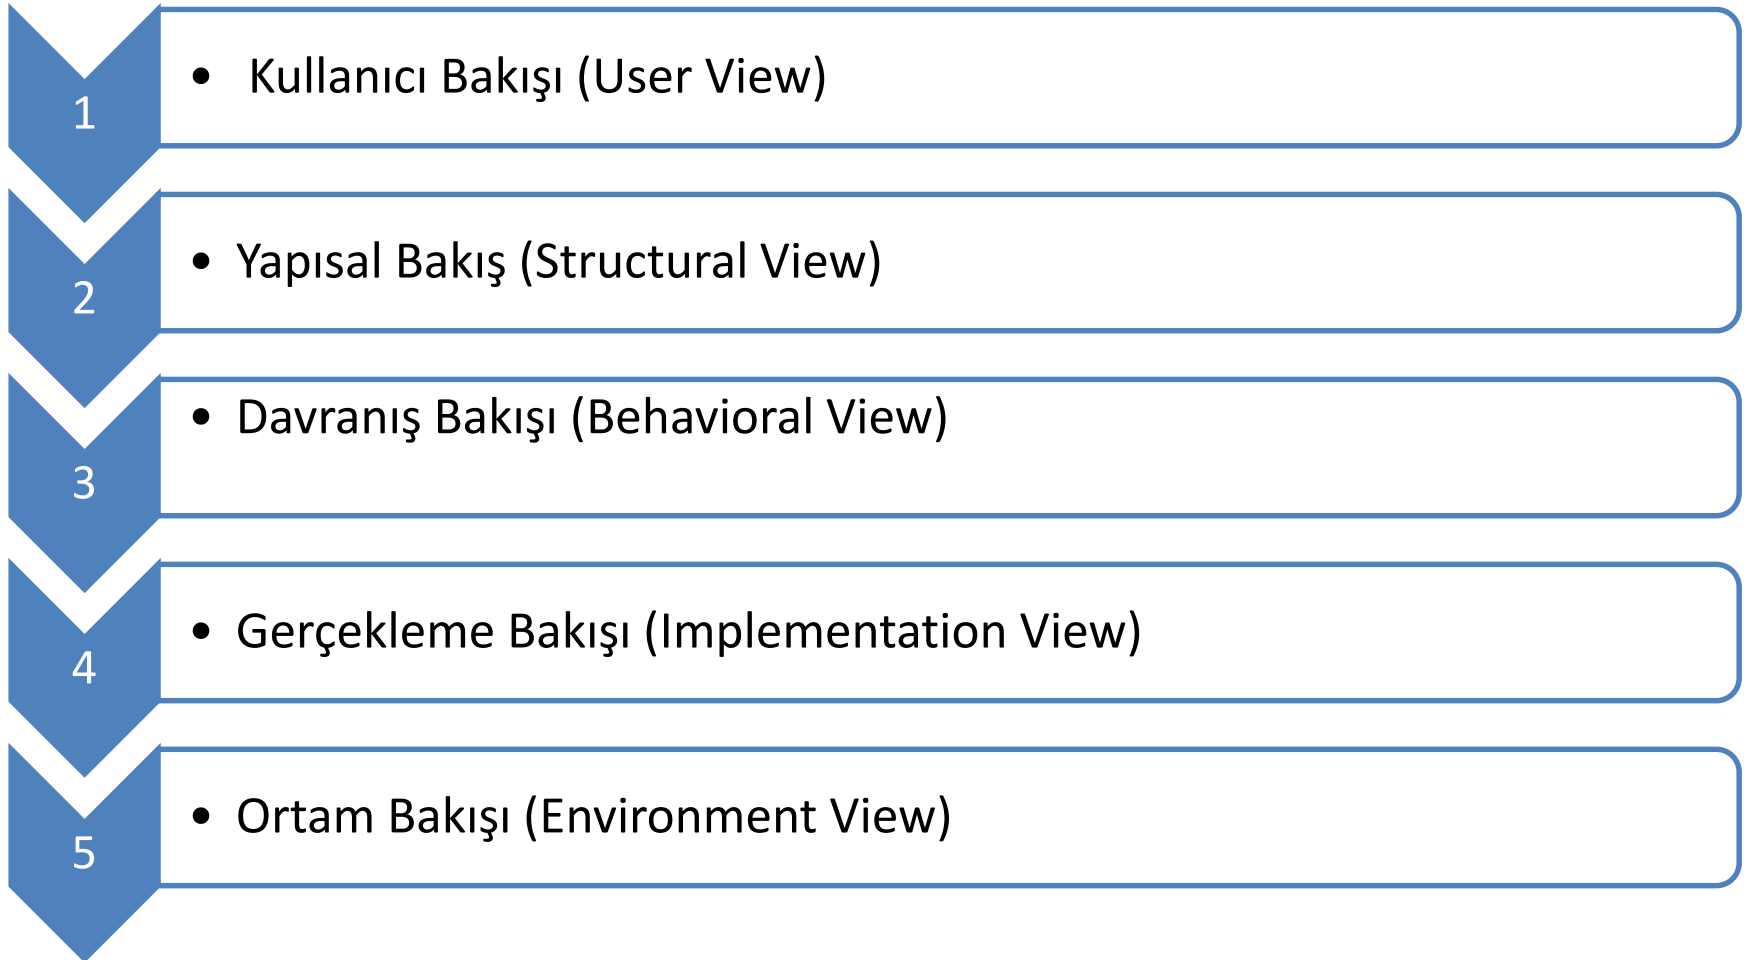 1
• Kullanıcı Bakışı (User View)
2
• Yapısal Bakış (Structural View)
3
• Davranış Bakışı (Behavioral View)
4
• Gerçekleme Bakışı (Implementation View)
5
• Ortam Bakışı (Environment View)